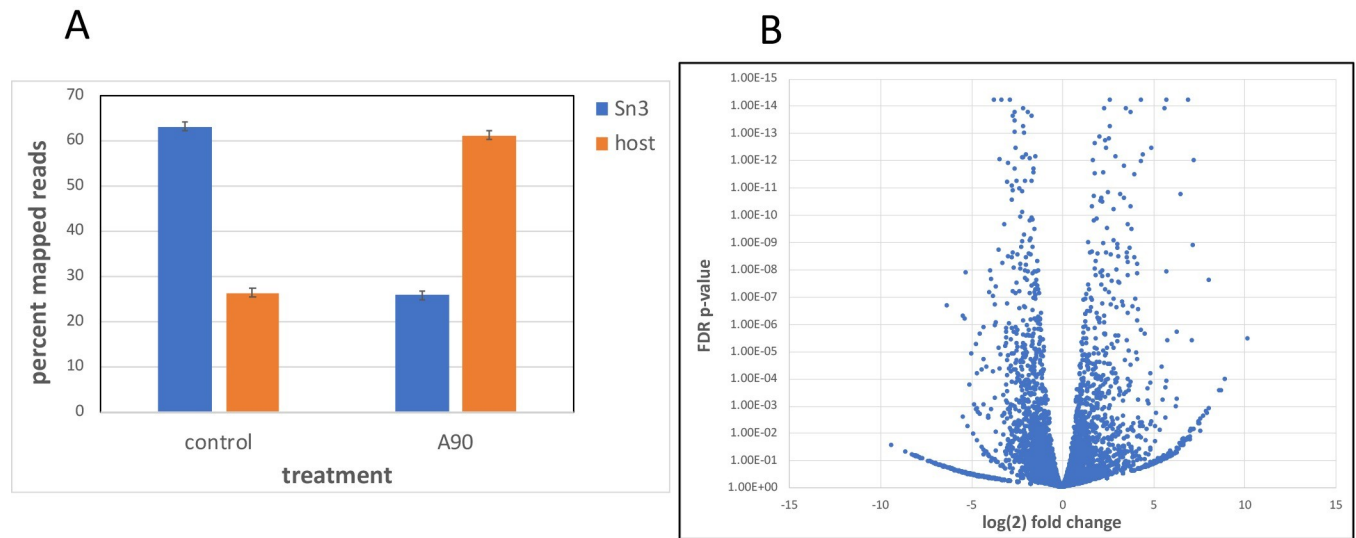 A
70
60
50
40
30
20
10
0
percent mapped reads
control
A90
treatment
Sn3
host
B
1.00E-15
1.00E-14
1.00E-13
1.00E-12
1.00E-11
1.00E-10
1.00E-09
1.00E-08
1.00E-07
1.00E-06
1.00E-05
1.00E-04
1.00E-03
1.00E-02
1.00E-01
1.00E+00
FDR p-value
-15
-10
-5
0
5
10
15
log(2) fold change